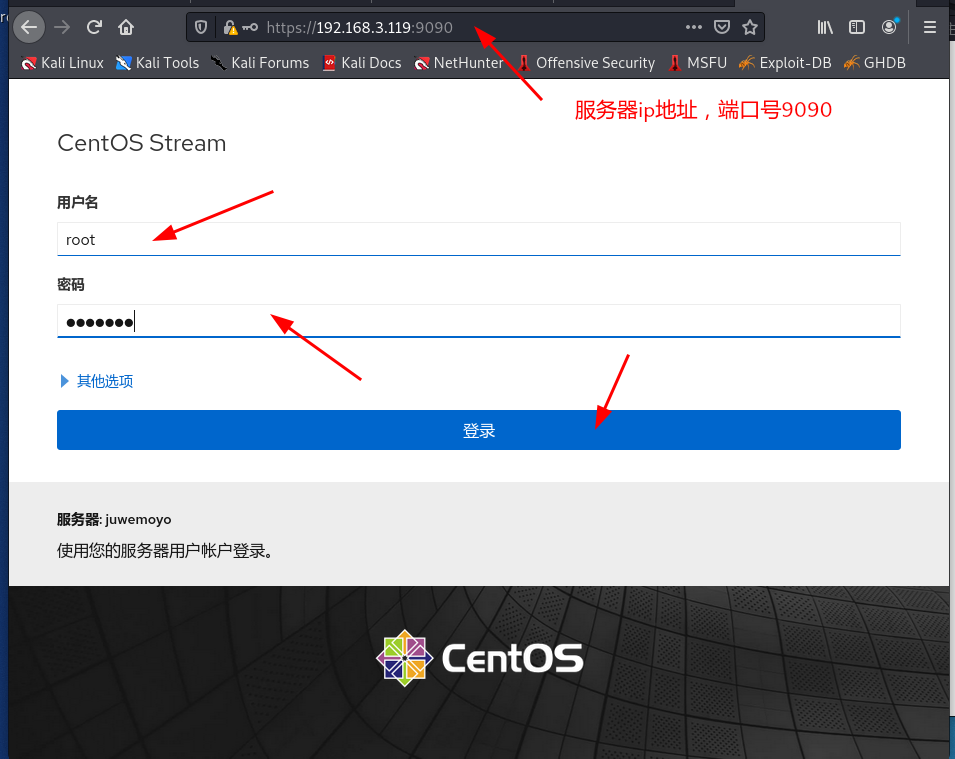 https://192.168.3.119:9090
Kali Linux Kali Tools Kali Forums Kali Docs NetHunter Offensive Security MSFU Exploit-DB GHDB
服务器ip地址，端口号9090
CentOS Stream
用户名
root
密码
●●●●●●●
其他选项
登录
服务器: juwemoyo
使用您的服务器用户帐户登录。
CentOS